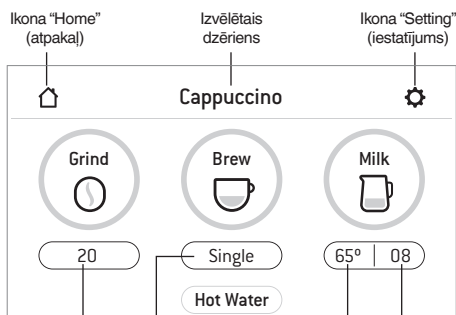 Ikona “Home”
(atpakaļ)
Izvēlētais
dzēriens
Ikona “Setting”
(iestatījums)
Cappuccino
Grind
Brew
Milk
20
Single
65º | 08
Hot Water